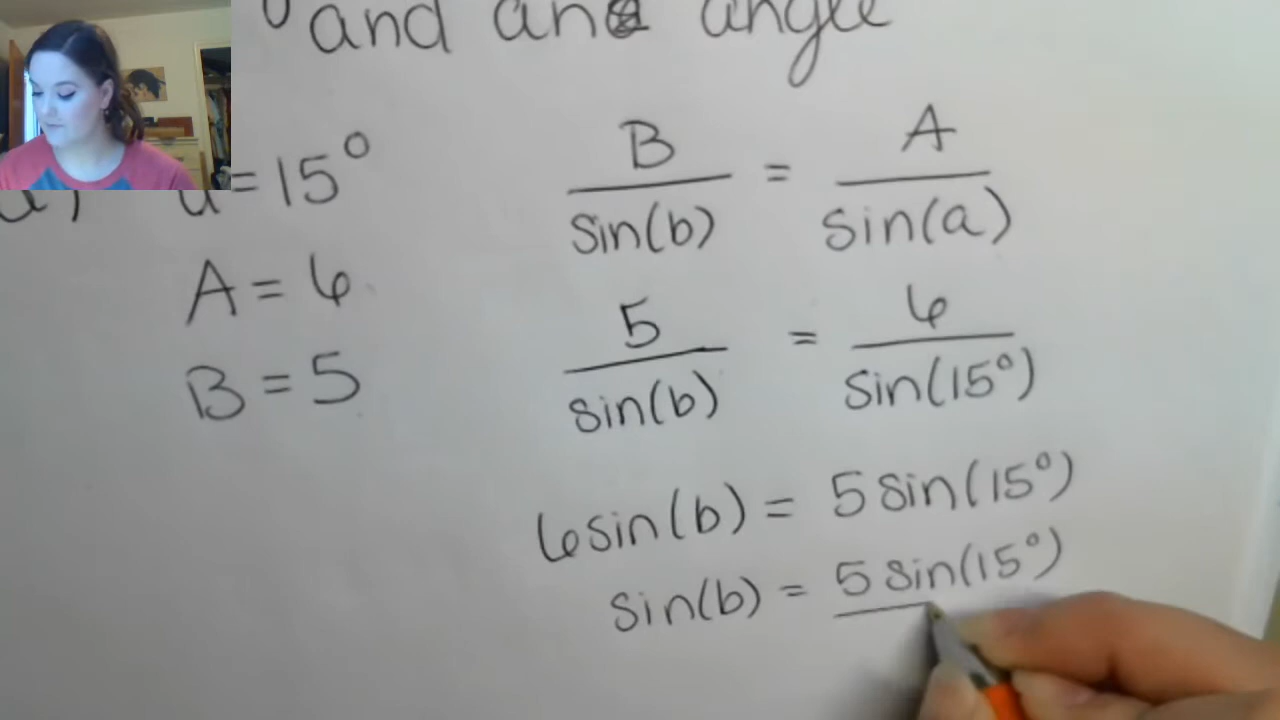 and an angle
a = 15°
A = 6
B = 5
B/sin(b) = A/sin(a)
5/sin(b) = 6/sin(15°)
6sin(b) = 5sin(15°)
sin(b) = 5sin(15°)